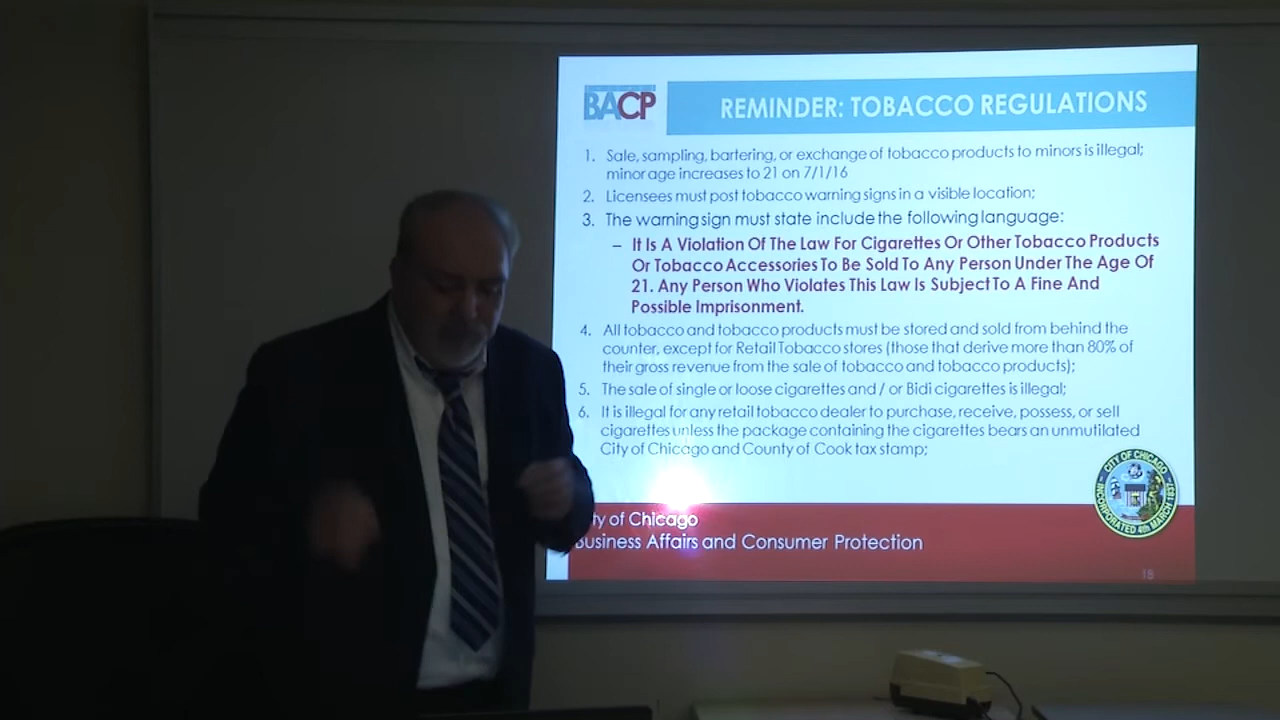 BACP
REMINDER: TOBACCO REGULATIONS
1. Sale, sampling, bartering, or exchange of tobacco products to minors is illegal;
minor age increases to 21 on 7/1/16
2. Licensees must post tobacco warning signs in a visible location;
3. The warning sign must state include the following language:
– It Is A Violation Of The Law For Cigarettes Or Other Tobacco Products
Or Tobacco Accessories To Be Sold To Any Person Under The Age Of
21. Any Person Who Violates This Law Is Subject To A Fine And
Possible Imprisonment.
4. All tobacco and tobacco products must be stored and sold from behind the
counter, except for Retail Tobacco stores (those that derive more than 80% of
their gross revenue from the sale of tobacco and tobacco products);
5. The sale of single or loose cigarettes and / or Bidi cigarettes is illegal;
6. It is illegal for any retail tobacco dealer to purchase, receive, possess, or sell
cigarettes unless the package containing the cigarettes bears an unmutilated
City of Chicago and County of Cook tax stamp;
CITY OF CHICAGO
INCORPORATED 4th MARCH
ty of Chicago
Business Affairs and Consumer Protection
18